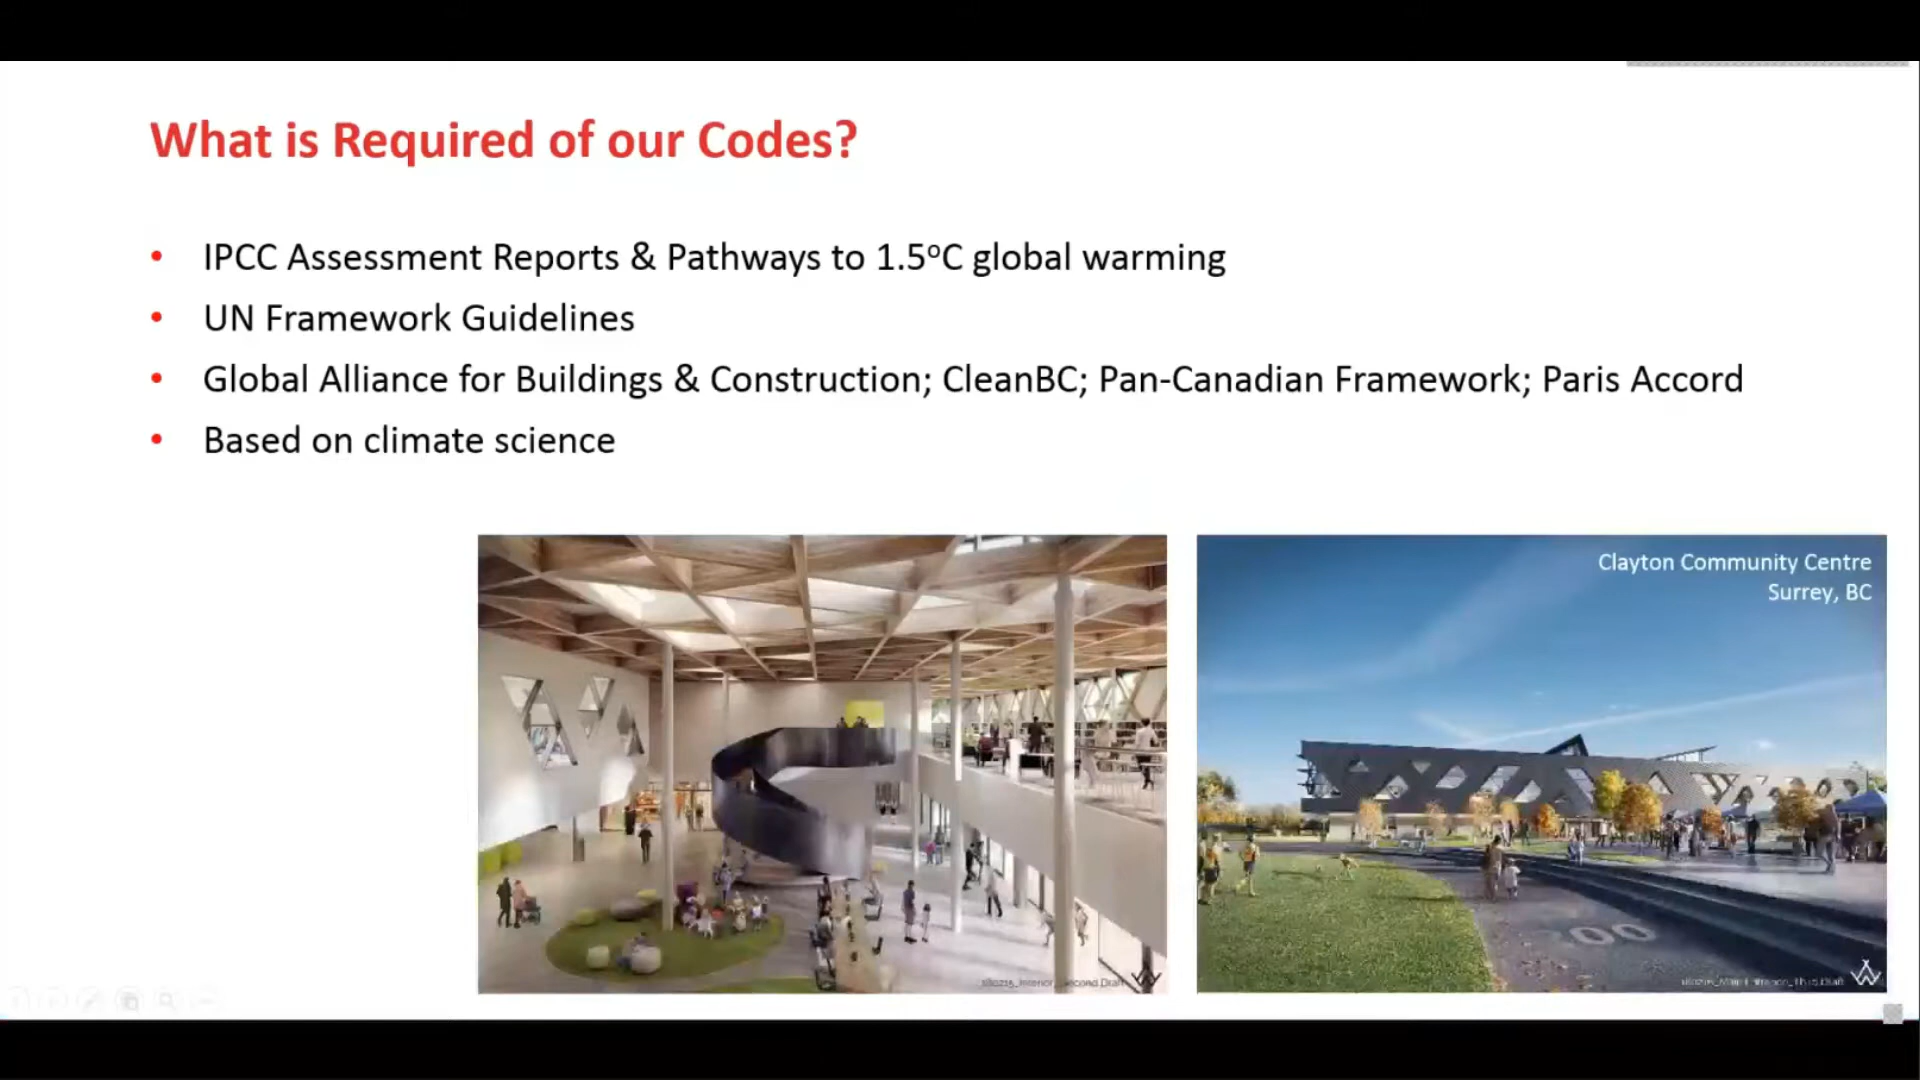 What is Required of our Codes?
• IPCC Assessment Reports & Pathways to 1.5ºC global warming
• UN Framework Guidelines
• Global Alliance for Buildings & Construction; CleanBC; Pan-Canadian Framework; Paris Accord
• Based on climate science
Clayton Community Centre
Surrey, BC